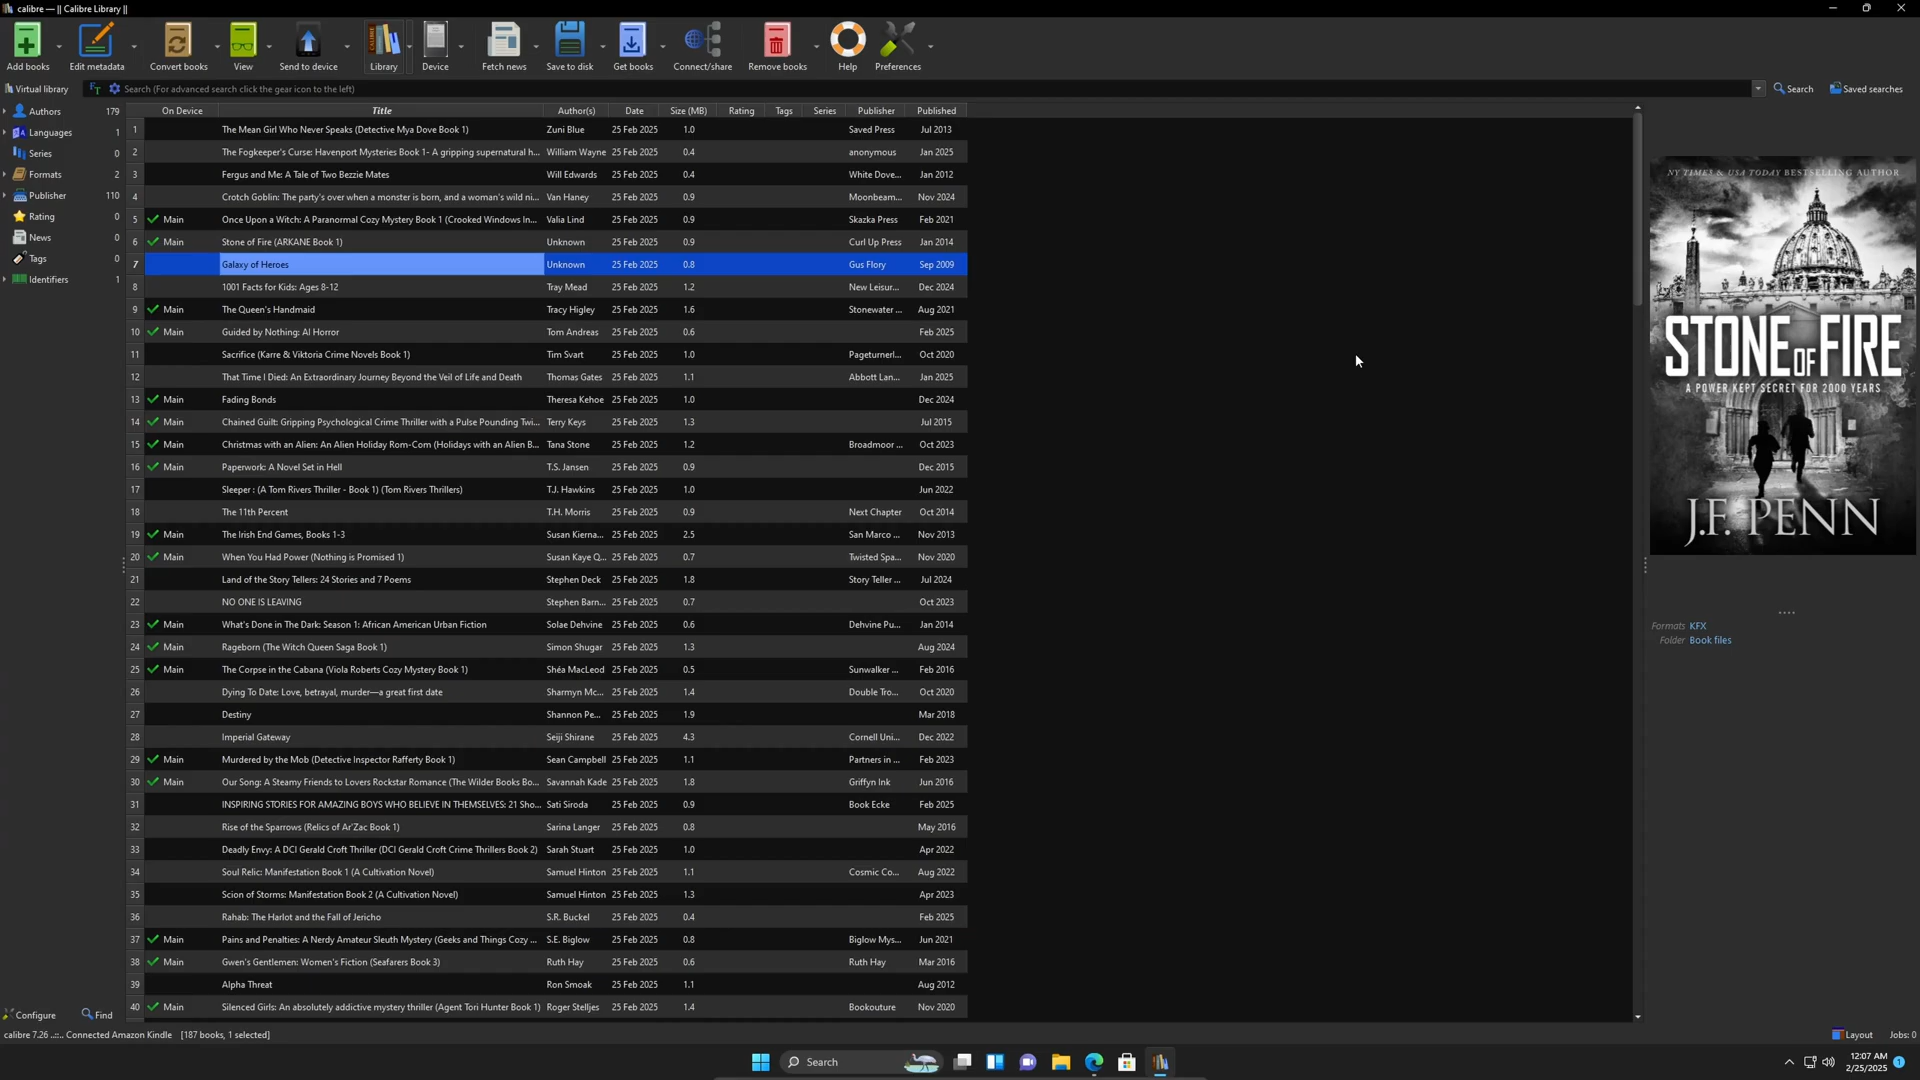 calibre — || Calibre Library ||
Add books Edit metadata Convert books View Send to device Library Device Fetch news Save to disk Get books Connect/share Remove books Help Preferences
Virtual library Search (For advanced search click the gear icon to the left) Search Saved searches
Authors 179
Languages 1
Series 0
Formats 2
Publisher 110
Rating 0
News 0
Tags 0
Identifiers 1
On Device Title Author(s) Date Size (MB) Rating Tags Series Publisher Published
1 The Mean Girl Who Never Speaks (Detective Mya Dove Book 1) Zuni Blue 25 Feb 2025 1.0 Saved Press Jul 2013
2 The Fogkeeper's Curse: Havenport Mysteries Book 1- A gripping supernatural h... William Wayne 25 Feb 2025 0.4 anonymous Jan 2025
3 Fergus and Me: A Tale of Two Bezzie Mates Will Edwards 25 Feb 2025 0.4 White Dove... Jan 2012
4 Crotch Goblin: The party's over when a monster is born, and a woman's wild ni... Van Haney 25 Feb 2025 0.9 Moonbeam... Nov 2024
5 Main Once Upon a Witch: A Paranormal Cozy Mystery Book 1 (Crooked Windows In... Valia Lind 25 Feb 2025 0.9 Skazka Press Feb 2021
6 Main Stone of Fire (ARKANE Book 1) Unknown 25 Feb 2025 0.9 Curl Up Press Jan 2014
7 Galaxy of Heroes Unknown 25 Feb 2025 0.8 Gus Flory Sep 2009
8 1001 Facts for Kids: Ages 8-12 Tray Mead 25 Feb 2025 1.2 New Leisur... Dec 2024
9 Main The Queen's Handmaid Tracy Higley 25 Feb 2025 1.6 Stonewater ... Aug 2021
10 Main Guided by Nothing: AI Horror Tom Andreas 25 Feb 2025 0.6 Feb 2025
11 Sacrifice (Karre & Viktoria Crime Novels Book 1) Tim Svart 25 Feb 2025 1.0 Pageturnerl... Oct 2020
12 That Time I Died: An Extraordinary Journey Beyond the Veil of Life and Death Thomas Gates 25 Feb 2025 1.1 Abbott Lan... Jan 2025
13 Main Fading Bonds Theresa Kehoe 25 Feb 2025 1.0 Dec 2024
14 Main Chained Guilt: Gripping Psychological Crime Thriller with a Pulse Pounding Twi... Terry Keys 25 Feb 2025 1.3 Jul 2015
15 Main Christmas with an Alien: An Alien Holiday Rom-Com (Holidays with an Alien B... Tana Stone 25 Feb 2025 1.2 Broadmoor ... Oct 2023
16 Main Paperwork: A Novel Set in Hell T.S. Jansen 25 Feb 2025 0.9 Dec 2015
17 Sleeper : (A Tom Rivers Thriller - Book 1) (Tom Rivers Thrillers) T.J. Hawkins 25 Feb 2025 1.0 Jun 2022
18 The 11th Percent T.H. Morris 25 Feb 2025 0.9 Next Chapter Oct 2014
19 Main The Irish End Games, Books 1-3 Susan Kierna... 25 Feb 2025 2.5 San Marco ... Nov 2013
20 Main When You Had Power (Nothing is Promised 1) Susan Kaye Q... 25 Feb 2025 0.7 Twisted Spa... Nov 2020
21 Land of the Story Tellers: 24 Stories and 7 Poems Stephen Deck 25 Feb 2025 1.8 Story Teller ... Jul 2024
22 NO ONE IS LEAVING Stephen Barn... 25 Feb 2025 0.7 Oct 2023
23 Main What's Done in The Dark: Season 1: African American Urban Fiction Solae Dehvine 25 Feb 2025 0.6 Dehvine Pu... Jan 2014
24 Main Rageborn (The Witch Queen Saga Book 1) Simon Shugar 25 Feb 2025 1.3 Aug 2024
25 Main The Corpse in the Cabana (Viola Roberts Cozy Mystery Book 1) Shéa MacLeod 25 Feb 2025 0.5 Sunwalker ... Feb 2016
26 Dying To Date: Love, betrayal, murder—a great first date Sharmyn Mc... 25 Feb 2025 1.4 Double Tro... Oct 2020
27 Destiny Shannon Pe... 25 Feb 2025 1.9 Mar 2018
28 Imperial Gateway Seiji Shirane 25 Feb 2025 4.3 Cornell Uni... Dec 2022
29 Main Murdered by the Mob (Detective Inspector Rafferty Book 1) Sean Campbell 25 Feb 2025 1.1 Partners in ... Feb 2023
30 Main Our Song: A Steamy Friends to Lovers Rockstar Romance (The Wilder Books Bo... Savannah Kade 25 Feb 2025 1.8 Griffyn Ink Jun 2016
31 INSPIRING STORIES FOR AMAZING BOYS WHO BELIEVE IN THEMSELVES: 21 Sho... Sati Siroda 25 Feb 2025 0.9 Book Ecke Feb 2025
32 Rise of the Sparrows (Relics of Ar'Zac Book 1) Sarina Langer 25 Feb 2025 0.8 May 2016
33 Deadly Envy: A DCI Gerald Croft Thriller (DCI Gerald Croft Crime Thrillers Book 2) Sarah Stuart 25 Feb 2025 1.0 Apr 2022
34 Soul Relic: Manifestation Book 1 (A Cultivation Novel) Samuel Hinton 25 Feb 2025 1.1 Cosmic Co... Aug 2022
35 Scion of Storms: Manifestation Book 2 (A Cultivation Novel) Samuel Hinton 25 Feb 2025 1.3 Apr 2023
36 Rahab: The Harlot and the Fall of Jericho S.R. Buckel 25 Feb 2025 0.4 Feb 2025
37 Main Pains and Penalties: A Nerdy Amateur Sleuth Mystery (Geeks and Things Cozy ... S.E. Biglow 25 Feb 2025 0.8 Biglow Mys... Jun 2021
38 Main Gwen's Gentlemen: Women's Fiction (Seafarers Book 3) Ruth Hay 25 Feb 2025 0.6 Ruth Hay Mar 2016
39 Alpha Threat Ron Smoak 25 Feb 2025 1.1 Aug 2012
40 Main Silenced Girls: An absolutely addictive mystery thriller (Agent Tori Hunter Book 1) Roger Stelljes 25 Feb 2025 1.4 Bookouture Nov 2020
NY TIMES & USA TODAY BESTSELLING AUTHOR
STONE OF FIRE
A POWER KEPT SECRET FOR 2000 YEARS
J.F. PENN
Formats KFX
Folder Book files
Configure Find
calibre 7.26 ..::.. Connected Amazon Kindle [187 books, 1 selected] Layout Jobs: 0
Search
12:07 AM
2/25/2025 1